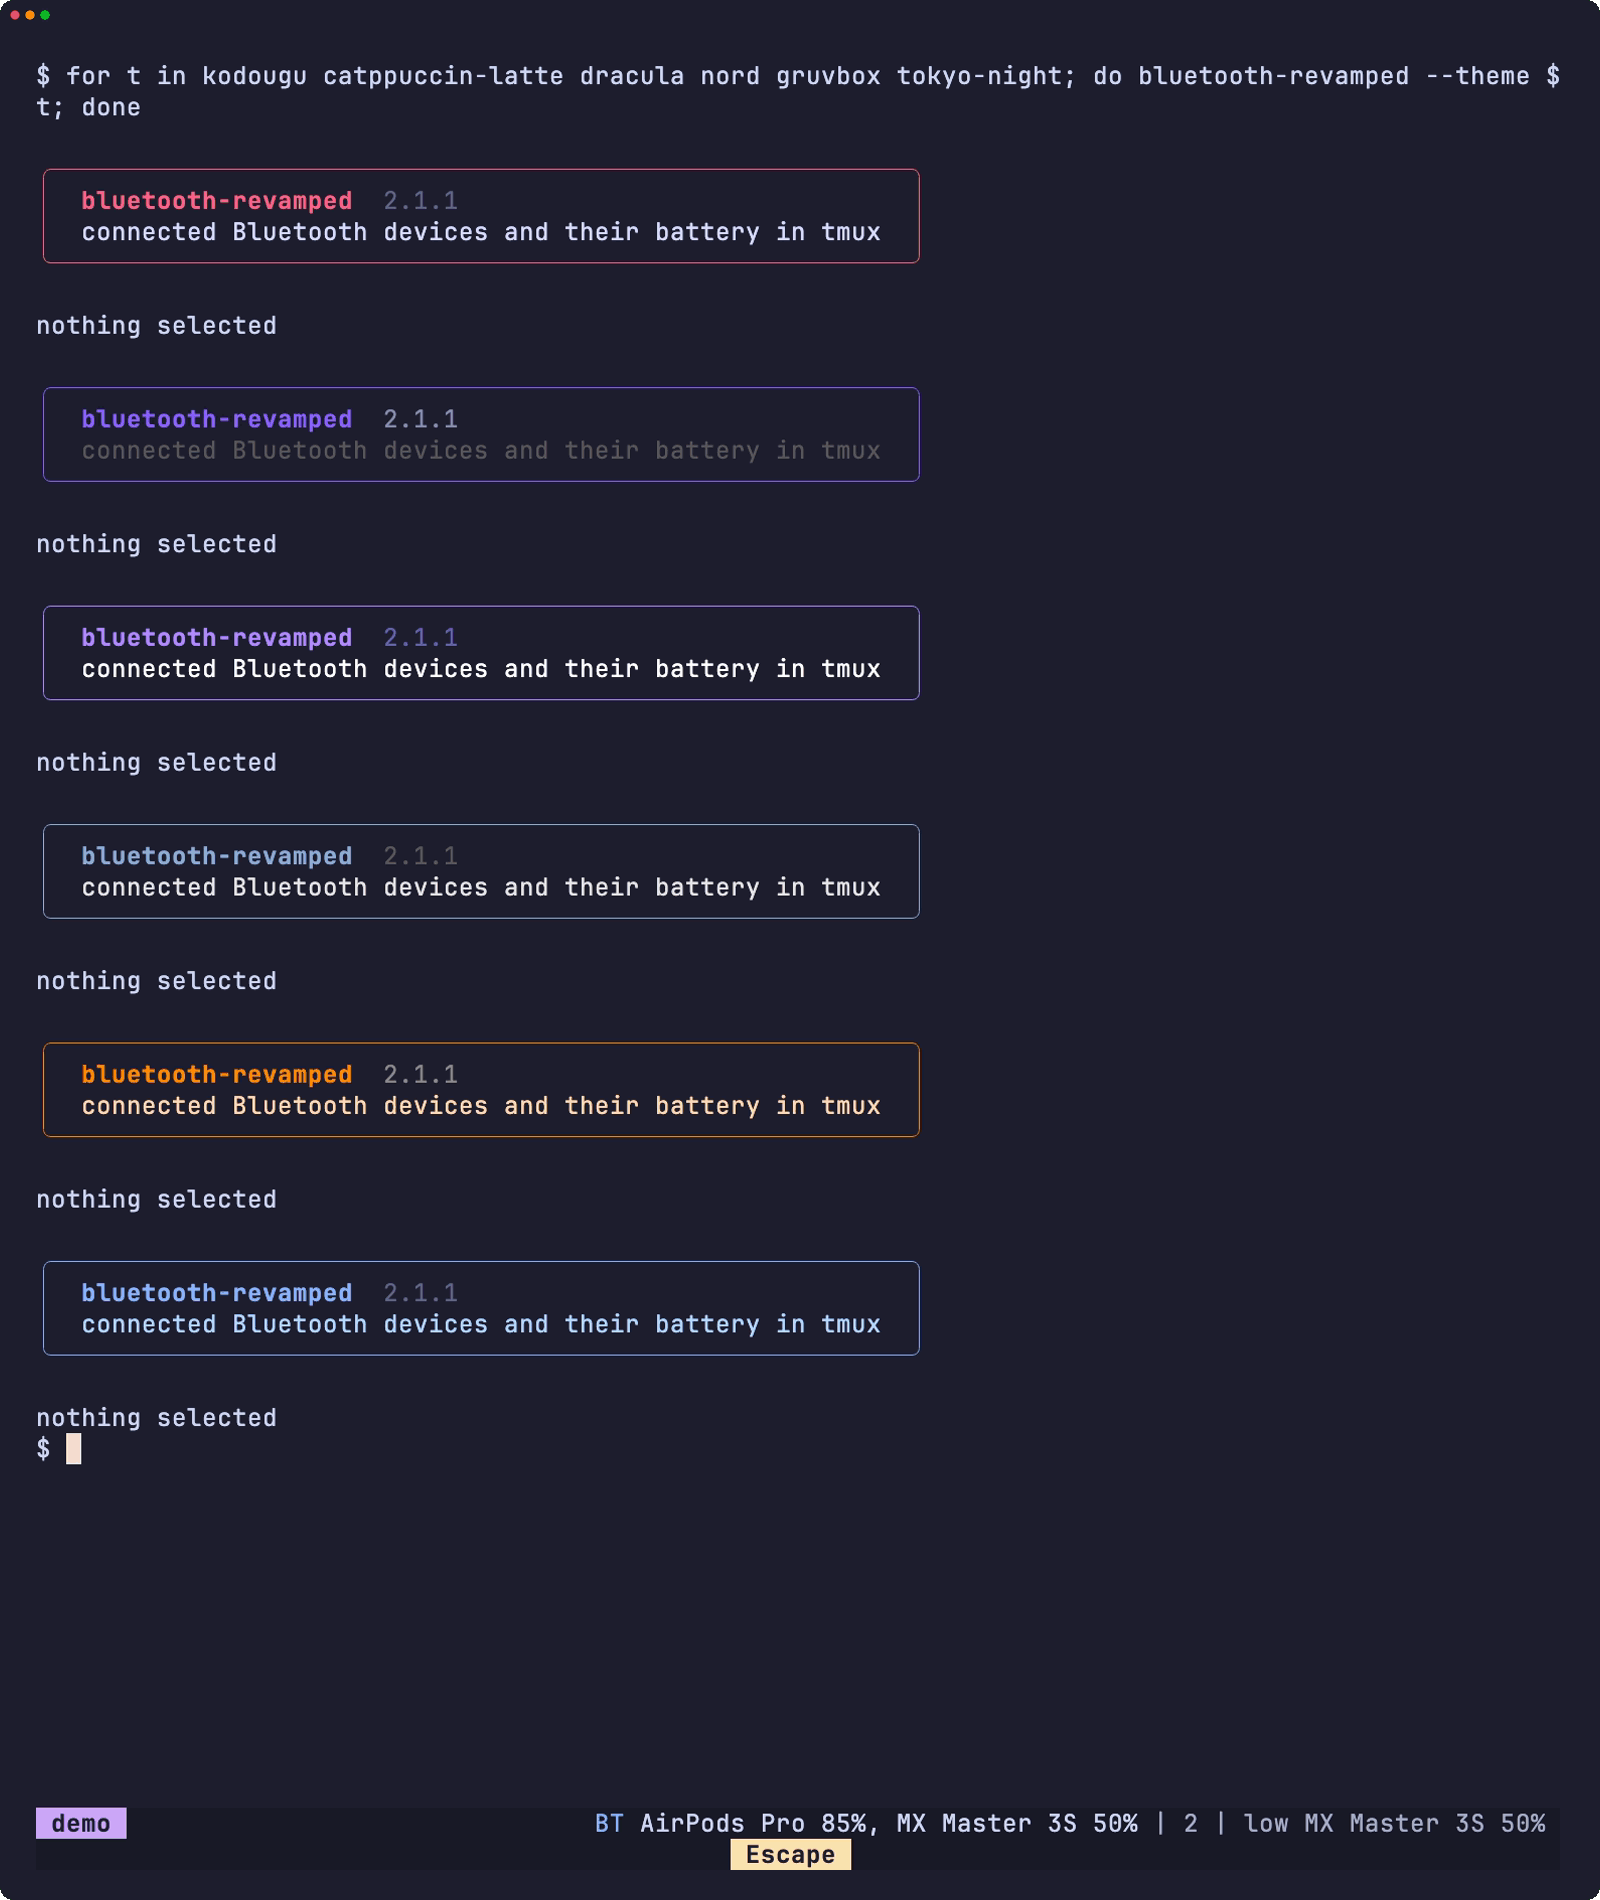 $ for t in kodougu catppuccin-latte dracula nord gruvbox tokyo-night; do bluetooth-revamped --theme $
t; done
bluetooth-revamped  2.1.1
connected Bluetooth devices and their battery in tmux
nothing selected
bluetooth-revamped  2.1.1
connected Bluetooth devices and their battery in tmux
nothing selected
bluetooth-revamped  2.1.1
connected Bluetooth devices and their battery in tmux
nothing selected
bluetooth-revamped  2.1.1
connected Bluetooth devices and their battery in tmux
nothing selected
bluetooth-revamped  2.1.1
connected Bluetooth devices and their battery in tmux
nothing selected
bluetooth-revamped  2.1.1
connected Bluetooth devices and their battery in tmux
nothing selected
$
demo BT AirPods Pro 85%, MX Master 3S 50% | 2 | low MX Master 3S 50%
Escape